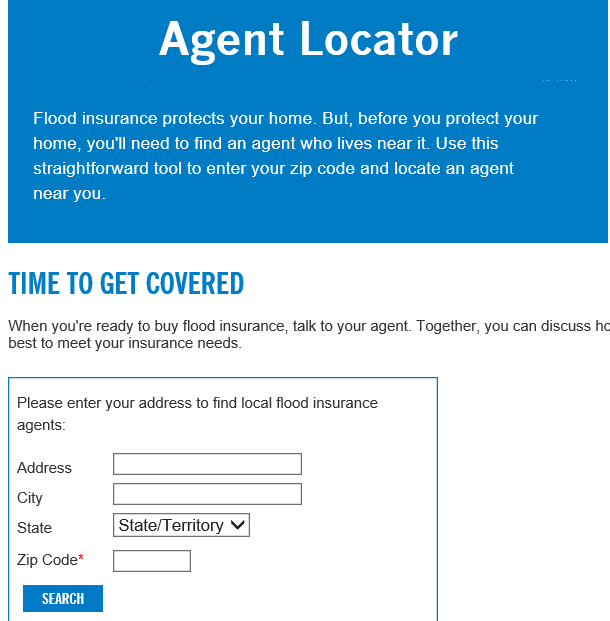 Agent Locator
Flood insurance protects your home. But, before you protect your
home, you'll need to find an agent who lives near it. Use this
straightforward tool to enter your zip code and locate an agent
near you.
TIME TO GET COVERED
When you're ready to buy flood insurance, talk to your agent. Together, you can discuss
best to meet your insurance needs.
Please enter your address to find local flood insurance
agents:
Address
City
State State/Territory
Zip Code*
SEARCH